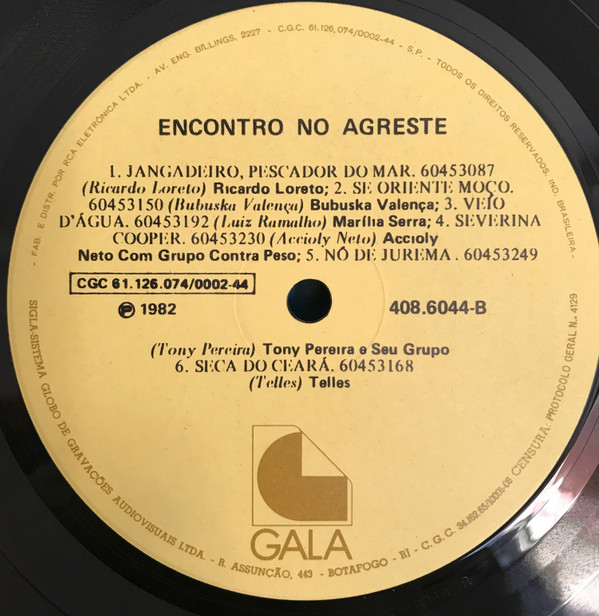 - FAB. E DISTR. POR RCA ELETRÔNICA LTDA. - AV. ENG. BILLINGS, 2227 - C.G.C. 61.126.074/0002-44 - S.P. - TODOS OS DIREITOS RESERVADOS. IND. BRASILEIRA -
ENCONTRO NO AGRESTE
1. JANGADEIRO, PESCADOR DO MAR. 60453087
(Ricardo Loreto) Ricardo Loreto; 2. SE ORIENTE MOÇO.
60453150 (Bubuska Valença) Bubuska Valença; 3. VEIO
D'ÁGUA. 60453192 (Luiz Ramalho) Marília Serra; 4. SEVERINA
COOPER. 60453230 (Accioly Neto) Accioly
Neto Com Grupo Contra Peso; 5. NÓ DE JUREMA. 60453249
CGC 61.126.074/0002-44
℗ 1982
408.6044-B
(Tony Pereira) Tony Pereira e Seu Grupo
6. SECA DO CEARÁ. 60453168
(Telles) Telles
GALA
SIGLA-SISTEMA GLOBO DE GRAVAÇÕES AUDIOVISUAIS LTDA. - R. ASSUNÇÃO, 443 - BOTAFOGO - RJ - C.G.C. 34.162.65/10001-06 CENSURA: PROTOCOLO GERAL N.º 4129